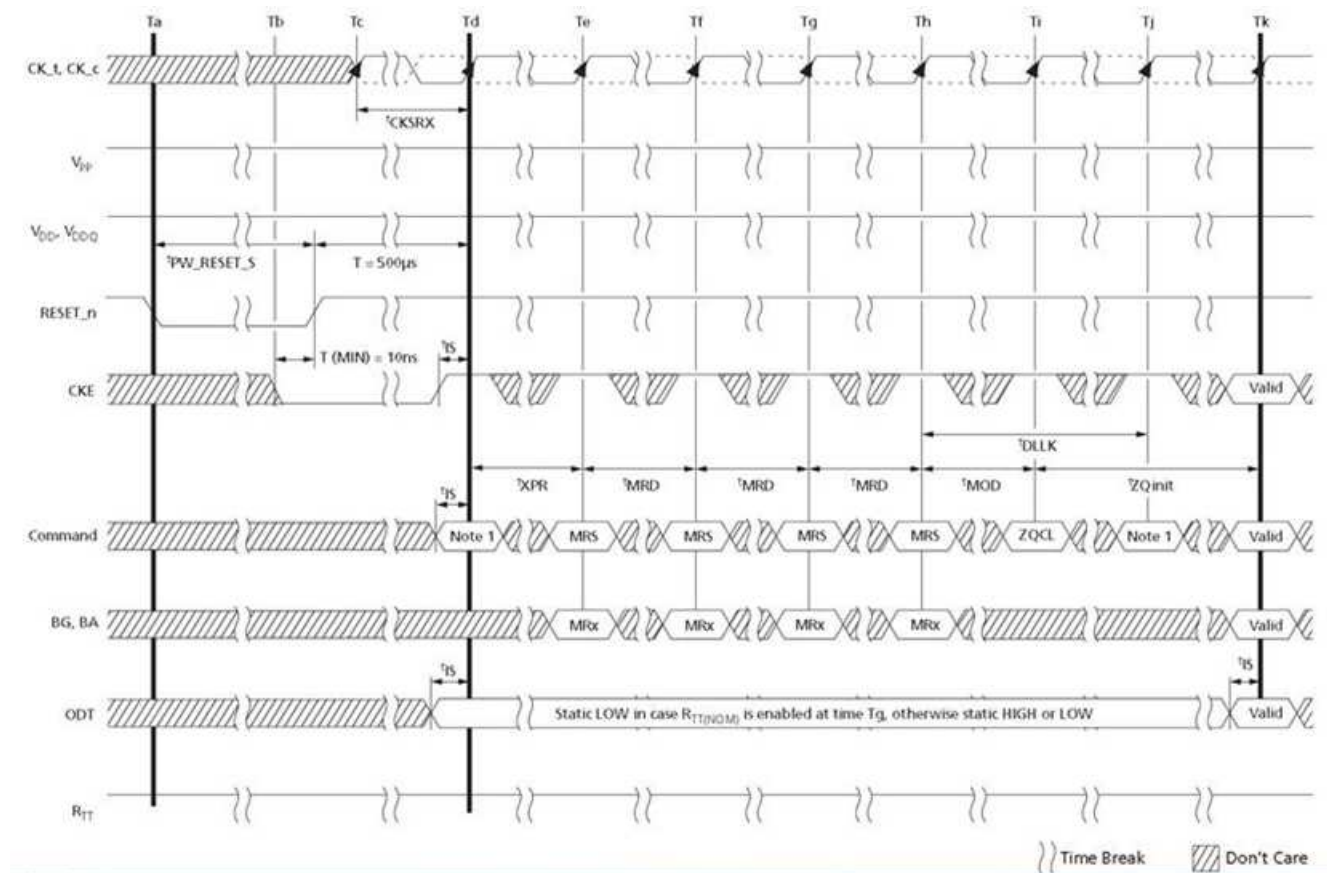 Ta Tb Tc Td Te Tf Tg Th Ti Tj Tk
CK_t, CK_c
tCKSRX
VPP
VDD, VDDQ
tPW_RESET_S T = 500µs
RESET_n
T (MIN) = 10ns tIS
CKE Valid
tDLLK
tXPR tMRD tMRD tMRD tMOD tZQinit
tIS
Command Note 1 MRS MRS MRS MRS ZQCL Note 1 Valid
BG, BA MRx MRx MRx MRx Valid
tIS tIS
ODT Static LOW in case RTT(NOM) is enabled at time Tg, otherwise static HIGH or LOW Valid
RTT
Time Break Don't Care